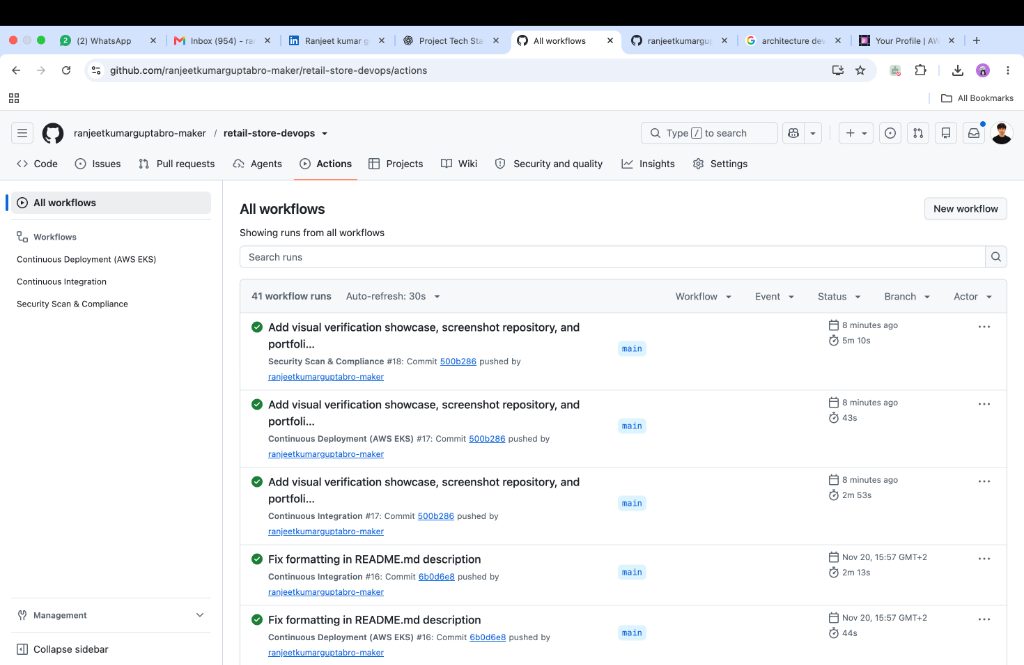 (2) WhatsApp
Inbox (954) - ra
Ranjeet kumar g
Project Tech Sta
All workflows
ranjeetkumargup
architecture dev
Your Profile | AW
github.com/ranjeetkumarguptabro-maker/retail-store-devops/actions
All Bookmarks
ranjeetkumarguptabro-maker / retail-store-devops
Type / to search
Code Issues Pull requests Agents Actions Projects Wiki Security and quality Insights Settings
All workflows
Workflows
Continuous Deployment (AWS EKS)
Continuous Integration
Security Scan & Compliance
Management
Collapse sidebar
All workflows
New workflow
Showing runs from all workflows
Search runs
41 workflow runs Auto-refresh: 30s Workflow Event Status Branch Actor
Add visual verification showcase, screenshot repository, and
portfoli...
Security Scan & Compliance #18: Commit 500b286 pushed by
ranjeetkumarguptabro-maker
main
8 minutes ago
5m 10s
Add visual verification showcase, screenshot repository, and
portfoli...
Continuous Deployment (AWS EKS) #17: Commit 500b286 pushed by
ranjeetkumarguptabro-maker
main
8 minutes ago
43s
Add visual verification showcase, screenshot repository, and
portfoli...
Continuous Integration #17: Commit 500b286 pushed by
ranjeetkumarguptabro-maker
main
8 minutes ago
2m 53s
Fix formatting in README.md description
Continuous Integration #16: Commit 6b0d6e8 pushed by
ranjeetkumarguptabro-maker
main
Nov 20, 15:57 GMT+2
2m 13s
Fix formatting in README.md description
Continuous Deployment (AWS EKS) #16: Commit 6b0d6e8 pushed by
ranjeetkumarguptabro-maker
main
Nov 20, 15:57 GMT+2
44s